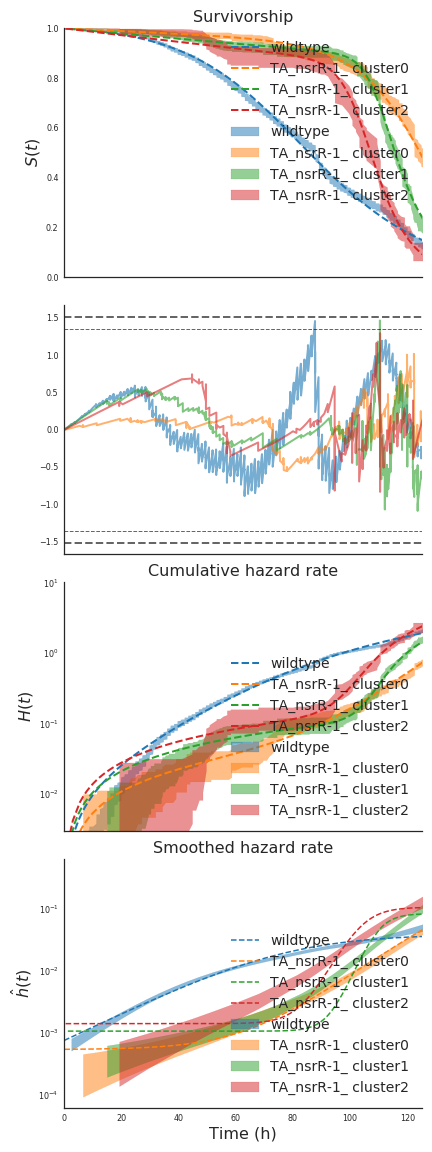 Survivorship
1.0
0.8
0.6
0.4
0.2
0.0
S(t)
wildtype
TA_nsrR-1_ cluster0
TA_nsrR-1_ cluster1
TA_nsrR-1_ cluster2
wildtype
TA_nsrR-1_ cluster0
TA_nsrR-1_ cluster1
TA_nsrR-1_ cluster2
1.5
1.0
0.5
0.0
−0.5
−1.0
−1.5
Cumulative hazard rate
10¹
10⁰
10⁻¹
10⁻²
H(t)
wildtype
TA_nsrR-1_ cluster0
TA_nsrR-1_ cluster1
TA_nsrR-1_ cluster2
wildtype
TA_nsrR-1_ cluster0
TA_nsrR-1_ cluster1
TA_nsrR-1_ cluster2
Smoothed hazard rate
10⁻¹
10⁻²
10⁻³
10⁻⁴
ĥ(t)
wildtype
TA_nsrR-1_ cluster0
TA_nsrR-1_ cluster1
TA_nsrR-1_ cluster2
wildtype
TA_nsrR-1_ cluster0
TA_nsrR-1_ cluster1
TA_nsrR-1_ cluster2
0 20 40 60 80 100 120
Time (h)